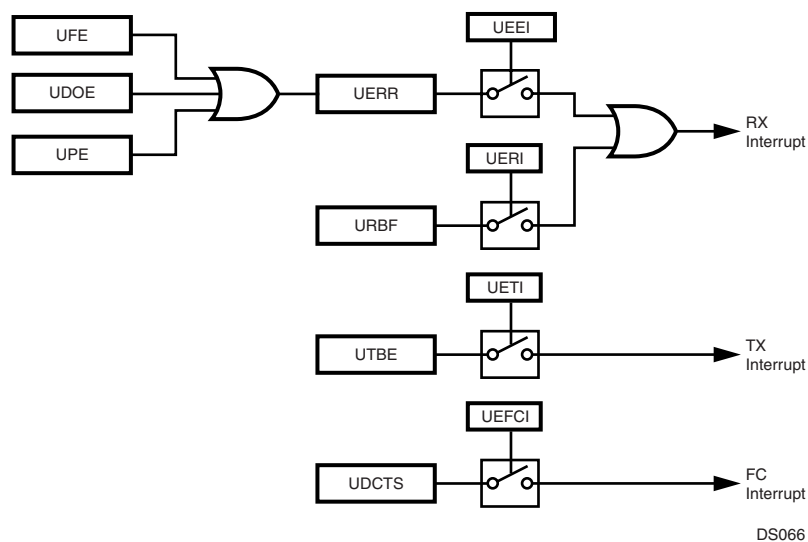 UFE
UEEI
UDOE
UERR
UPE
RX
Interrupt
UERI
URBF
UETI
UTBE
TX
Interrupt
UEFCI
UDCTS
FC
Interrupt
DS066